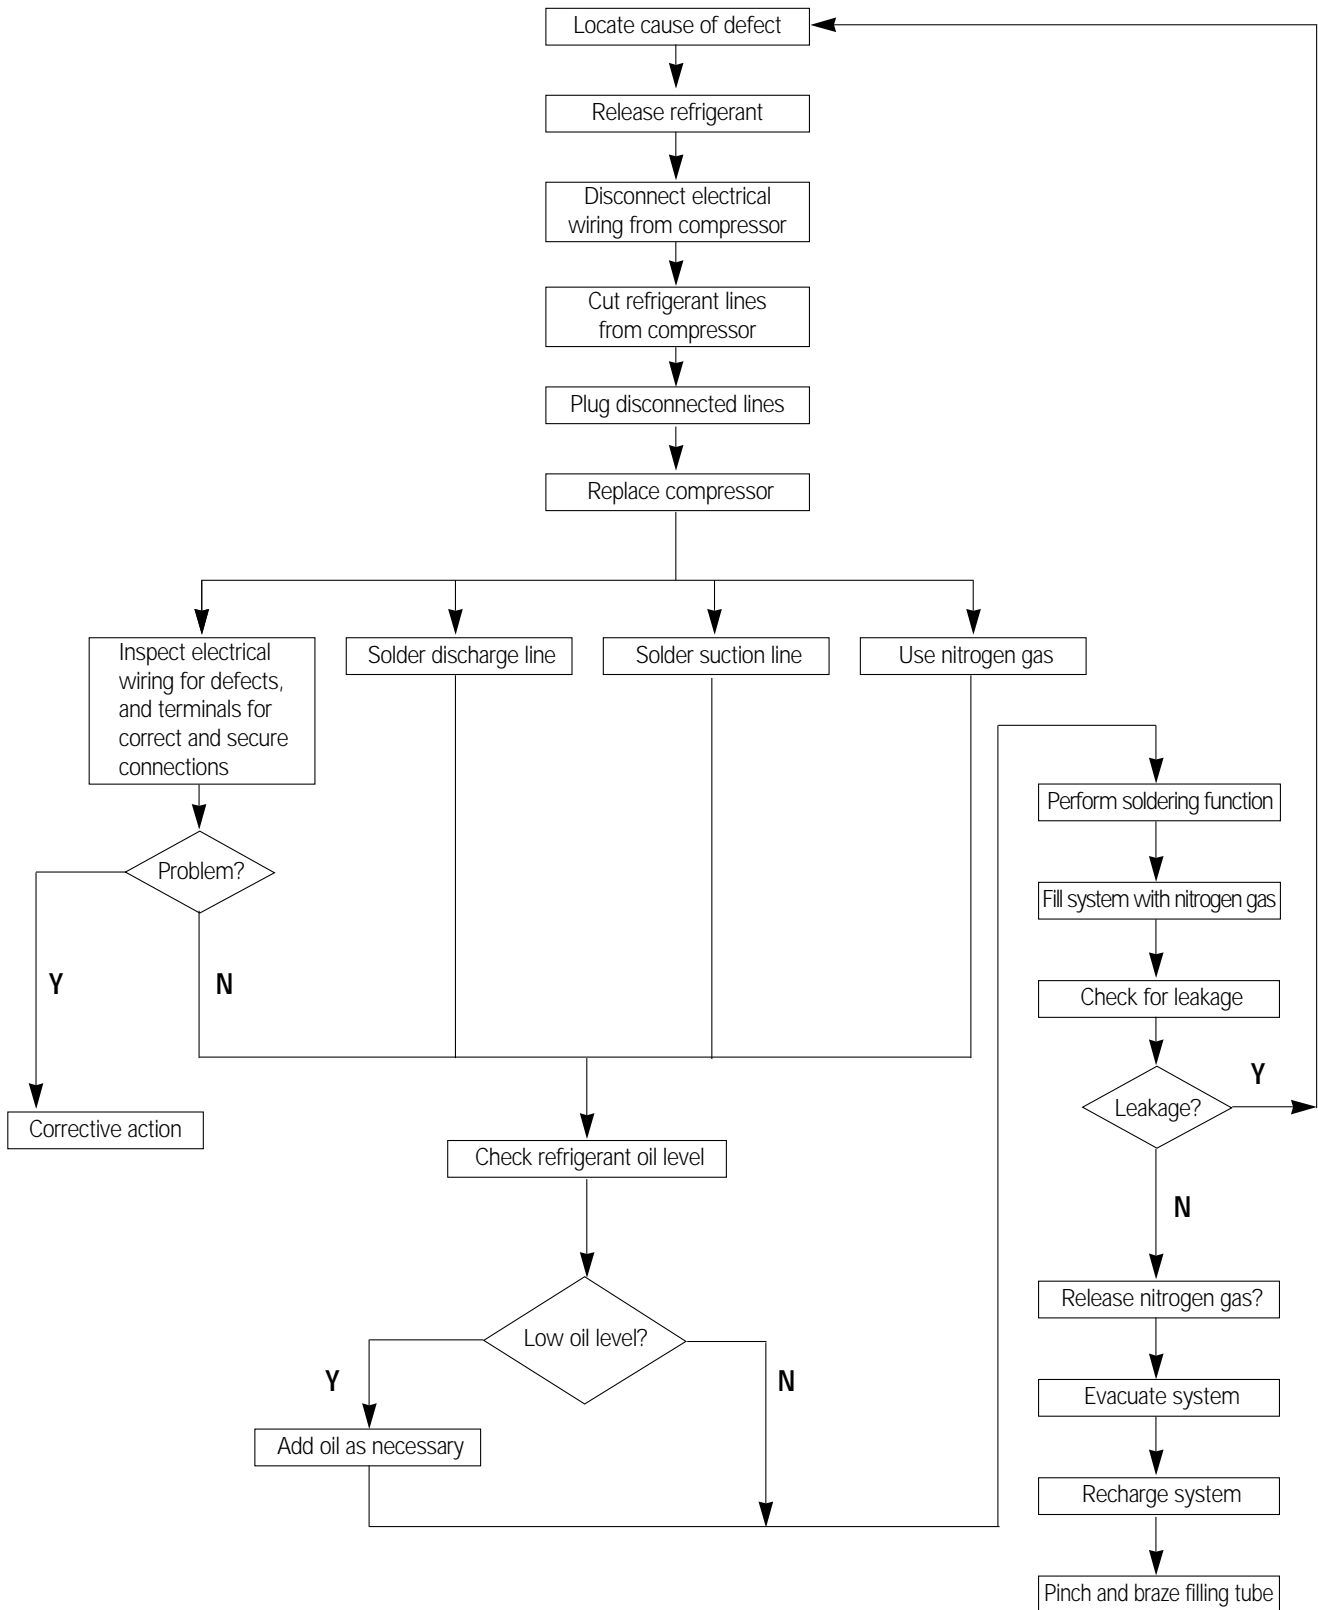 Locate cause of defect
Release refrigerant
Disconnect electrical
wiring from compressor
Cut refrigerant lines
from compressor
Plug disconnected lines
Replace compressor
Inspect electrical
wiring for defects,
and terminals for
correct and secure
connections
Solder discharge line
Solder suction line
Use nitrogen gas
Problem?
Y
N
Corrective action
Check refrigerant oil level
Low oil level?
Y
N
Add oil as necessary
Perform soldering function
Fill system with nitrogen gas
Check for leakage
Leakage?
Y
N
Release nitrogen gas?
Evacuate system
Recharge system
Pinch and braze filling tube